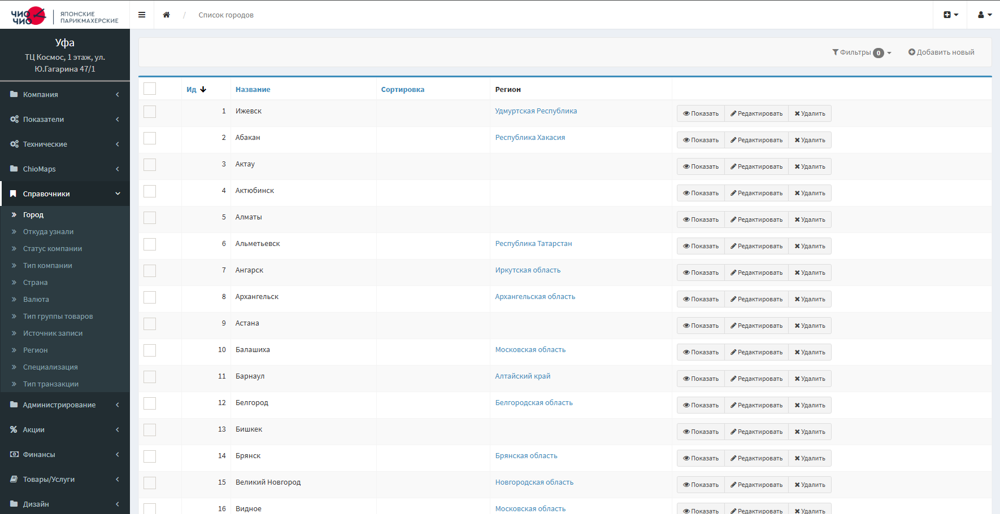 ЧИО ЧИО
ЯПОНСКИЕ ПАРИКМАХЕРСКИЕ
/ Список городов
Уфа
ТЦ Космос, 1 этаж, ул.
Ю.Гагарина 47/1
Компания
Показатели
Технические
ChioMaps
Справочники
Город
Откуда узнали
Статус компании
Тип компании
Страна
Валюта
Тип группы товаров
Источник записи
Регион
Специализация
Тип транзакции
Администрирование
Акции
Финансы
Товары/Услуги
Дизайн
Фильтры 0 Добавить новый
Ид Название Сортировка Регион
1 Ижевск Удмуртская Республика Показать Редактировать Удалить
2 Абакан Республика Хакасия Показать Редактировать Удалить
3 Актау Показать Редактировать Удалить
4 Актюбинск Показать Редактировать Удалить
5 Алматы Показать Редактировать Удалить
6 Альметьевск Республика Татарстан Показать Редактировать Удалить
7 Ангарск Иркутская область Показать Редактировать Удалить
8 Архангельск Архангельская область Показать Редактировать Удалить
9 Астана Показать Редактировать Удалить
10 Балашиха Московская область Показать Редактировать Удалить
11 Барнаул Алтайский край Показать Редактировать Удалить
12 Белгород Белгородская область Показать Редактировать Удалить
13 Бишкек Показать Редактировать Удалить
14 Брянск Брянская область Показать Редактировать Удалить
15 Великий Новгород Новгородская область Показать Редактировать Удалить
16 Видное Московская область Показать Редактировать Удалить